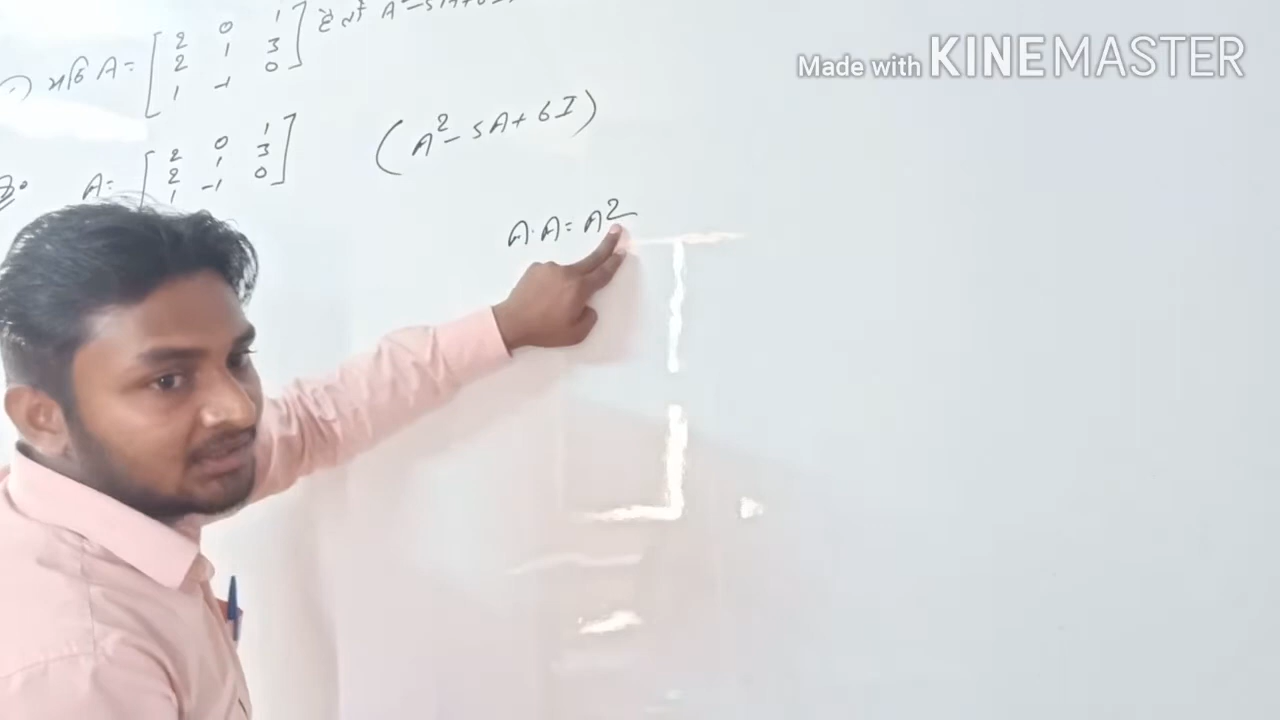 यदि A = [2 0 1
2 1 3
1 -1 0] है तो A²-5A+6
A = [2 0 1
2 1 3
1 -1 0]
(A²-5A+6I)
A·A = A²
Made with KINEMASTER